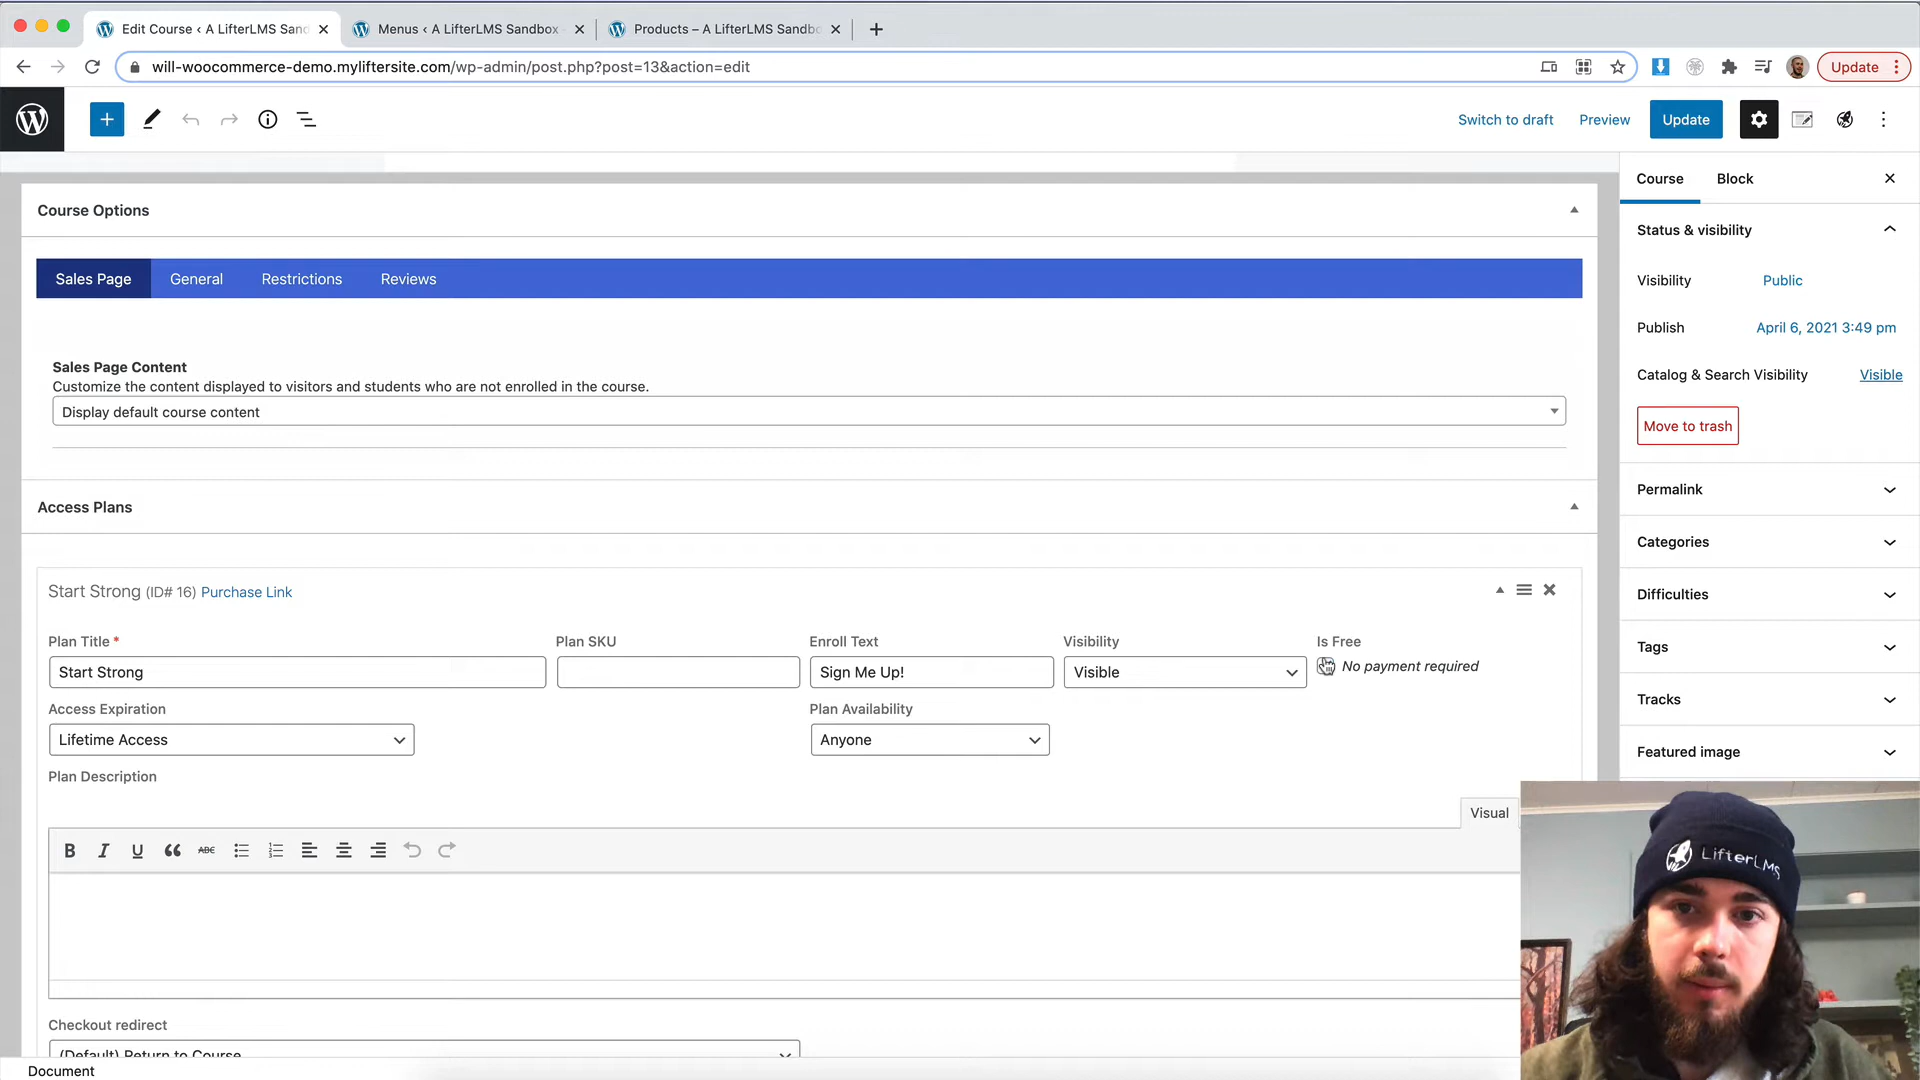 Edit Course ‹ A LifterLMS Sand
Menus ‹ A LifterLMS Sandbox
Products – A LifterLMS Sandb
will-woocommerce-demo.myliftersite.com/wp-admin/post.php?post=13&action=edit
Update
Switch to draft
Preview
Update
Course
Block
Course Options
Status & visibility
Sales Page
General
Restrictions
Reviews
Visibility
Public
Publish
April 6, 2021 3:49 pm
Sales Page Content
Customize the content displayed to visitors and students who are not enrolled in the course.
Display default course content
Catalog & Search Visibility
Visible
Move to trash
Permalink
Access Plans
Categories
Start Strong (ID# 16) Purchase Link
Difficulties
Plan Title *
Plan SKU
Enroll Text
Visibility
Is Free
Start Strong
Sign Me Up!
Visible
No payment required
Tags
Access Expiration
Plan Availability
Tracks
Lifetime Access
Anyone
Featured image
Plan Description
Visual
B I U ABC
LifterLMS
Checkout redirect
(Default) Return to Course
Document